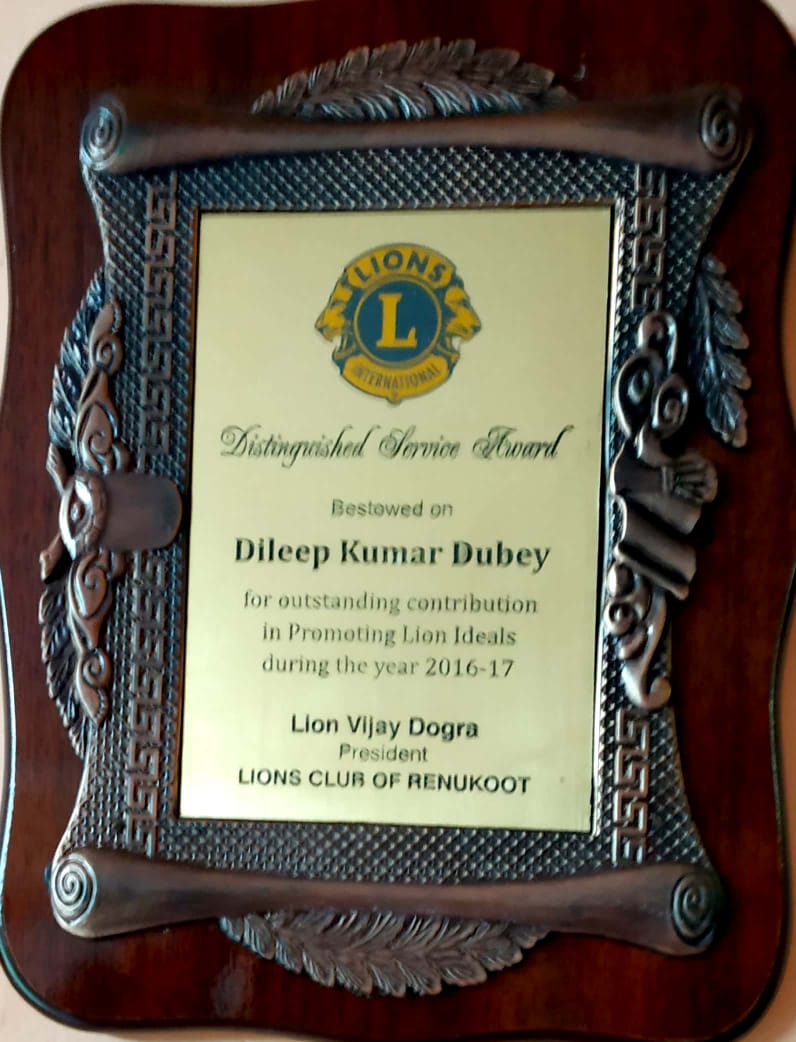 LIONS
L
INTERNATIONAL
Distinguished Service Award
Bestowed on
Dileep Kumar Dubey
for outstanding contribution
in Promoting Lion Ideals
during the year 2016-17
Lion Vijay Dogra
President
LIONS CLUB OF RENUKOOT